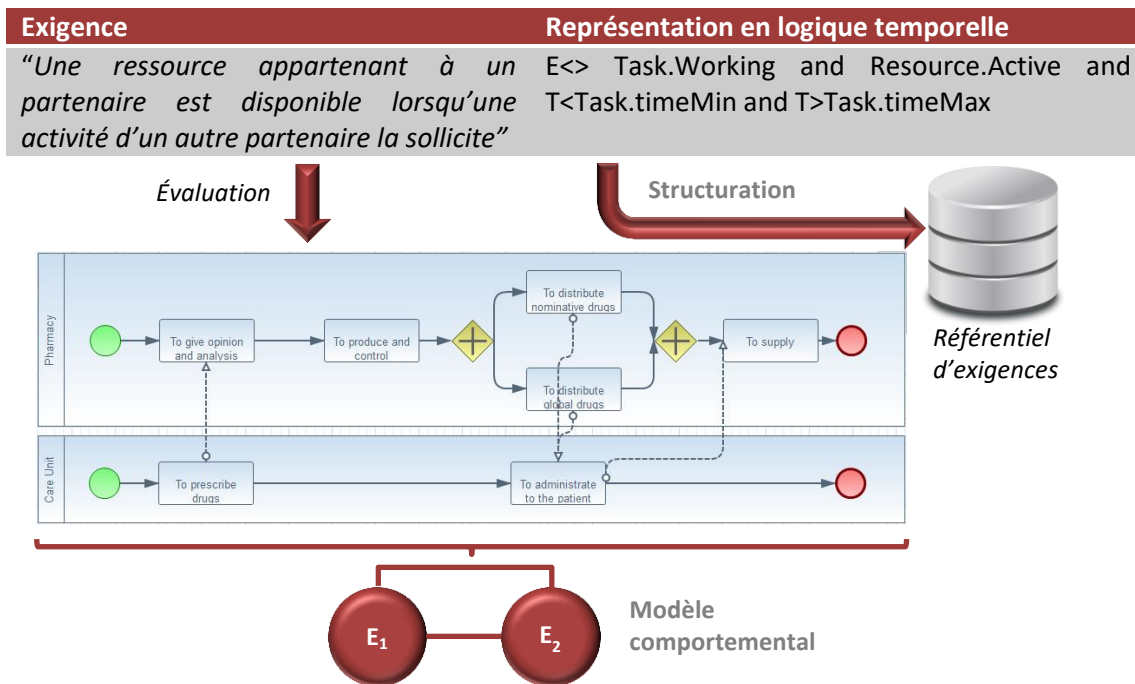 Exigence
Représentation en logique temporelle
“Une ressource appartenant à un
partenaire est disponible lorsqu’une
activité d’un autre partenaire la sollicite”
E<> Task.Working and Resource.Active and
T<Task.timeMin and T>Task.timeMax
Évaluation
Structuration
Référentiel
d’exigences
Pharmacy
To give opinion
and analysis
To produce and
control
To distribute
nominative drugs
To distribute
global drugs
To supply
Care Unit
To prescribe
drugs
To administrate
to the patient
E1
E2
Modèle
comportemental